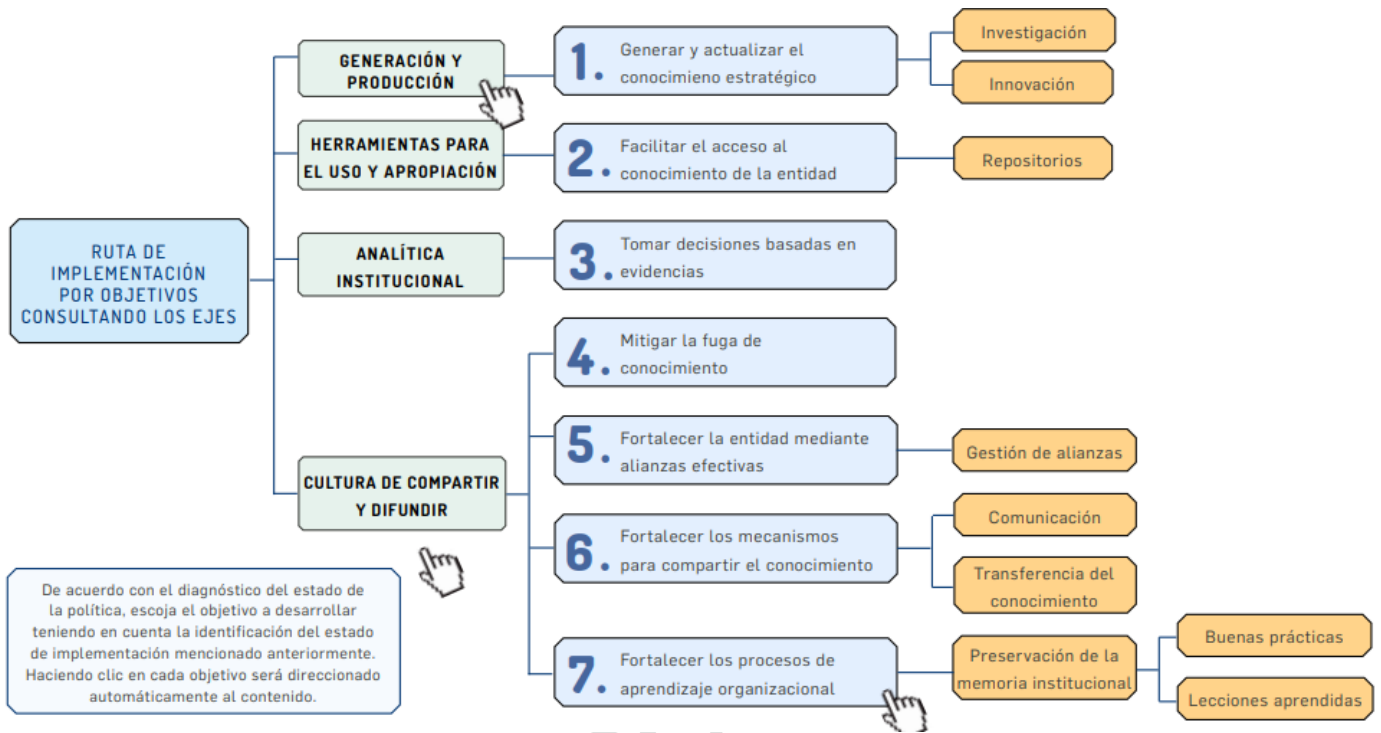 RUTA DE
IMPLEMENTACIÓN
POR OBJETIVOS
CONSULTANDO LOS EJES
GENERACIÓN Y
PRODUCCIÓN
1. Generar y actualizar el
conocimieno estratégico
Investigación
Innovación
HERRAMIENTAS PARA
EL USO Y APROPIACIÓN
2. Facilitar el acceso al
conocimiento de la entidad
Repositorios
ANALÍTICA
INSTITUCIONAL
3. Tomar decisiones basadas en
evidencias
CULTURA DE COMPARTIR
Y DIFUNDIR
4. Mitigar la fuga de
conocimiento
5. Fortalecer la entidad mediante
alianzas efectivas
Gestión de alianzas
6. Fortalecer los mecanismos
para compartir el conocimiento
Comunicación
Transferencia del
conocimiento
7. Fortalecer los procesos de
aprendizaje organizacional
Preservación de la
memoria institucional
Buenas prácticas
Lecciones aprendidas
De acuerdo con el diagnóstico del estado de
la política, escoja el objetivo a desarrollar
teniendo en cuenta la identificación del estado
de implementación mencionado anteriormente.
Haciendo clic en cada objetivo será direccionado
automáticamente al contenido.